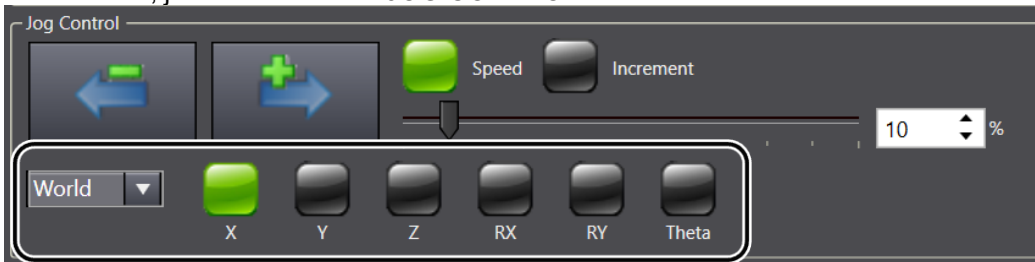 Jog Control
Speed
Increment
10
%
World
X
Y
Z
RX
RY
Theta